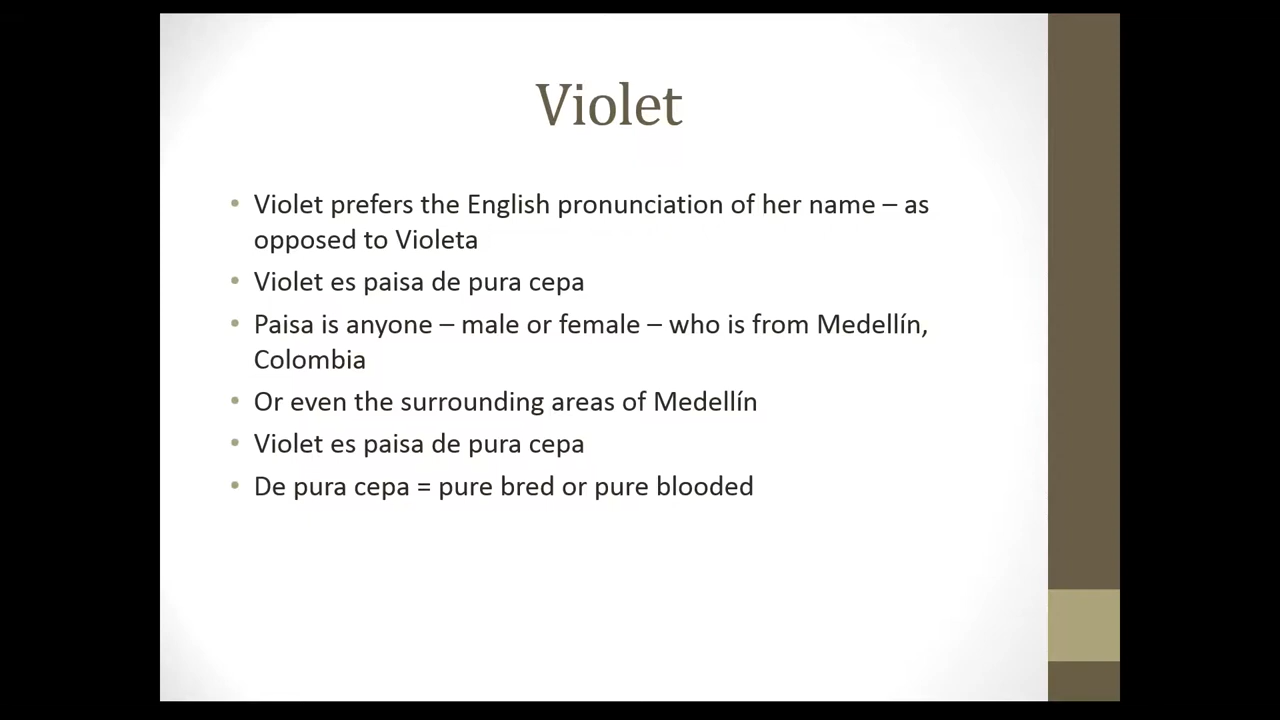 Violet
• Violet prefers the English pronunciation of her name – as
opposed to Violeta
• Violet es paisa de pura cepa
• Paisa is anyone – male or female – who is from Medellín,
Colombia
• Or even the surrounding areas of Medellín
• Violet es paisa de pura cepa
• De pura cepa = pure bred or pure blooded